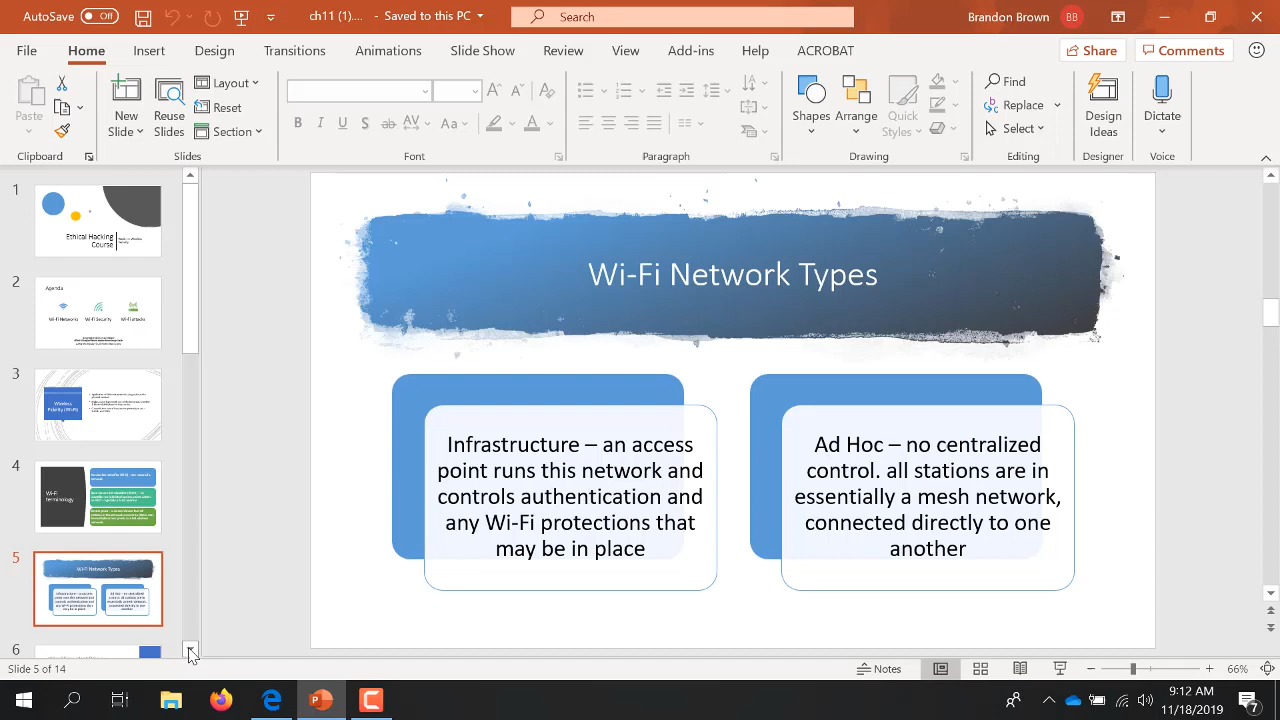 AutoSave Off
ch11 (1).... - Saved to this PC
Search
Brandon Brown BB
File Home Insert Design Transitions Animations Slide Show Review View Add-ins Help ACROBAT
Share Comments
Paste
New Slide
Reuse Slides
Layout
Reset
Section
B I U S ab AV Aa A
Shapes
Arrange
Quick Styles
Find
Replace
Select
Design Ideas
Dictate
Clipboard Slides Font Paragraph Drawing Editing Designer Voice
1
Ethical Hacking
Course
2
Agenda
Wi-Fi Networks Wi-Fi Security Wi-Fi attacks
3
Wireless
Fidelity (Wi-Fi)
4
Wi-Fi
terminology
5
Wi-Fi Network Types
6
Wi-Fi Network Types
Infrastructure – an access
point runs this network and
controls authentication and
any Wi-Fi protections that
may be in place
Ad Hoc – no centralized
control. all stations are in
essentially a mesh network,
connected directly to one
another
Slide 5 of 14
Notes
66%
9:12 AM
11/18/2019
7